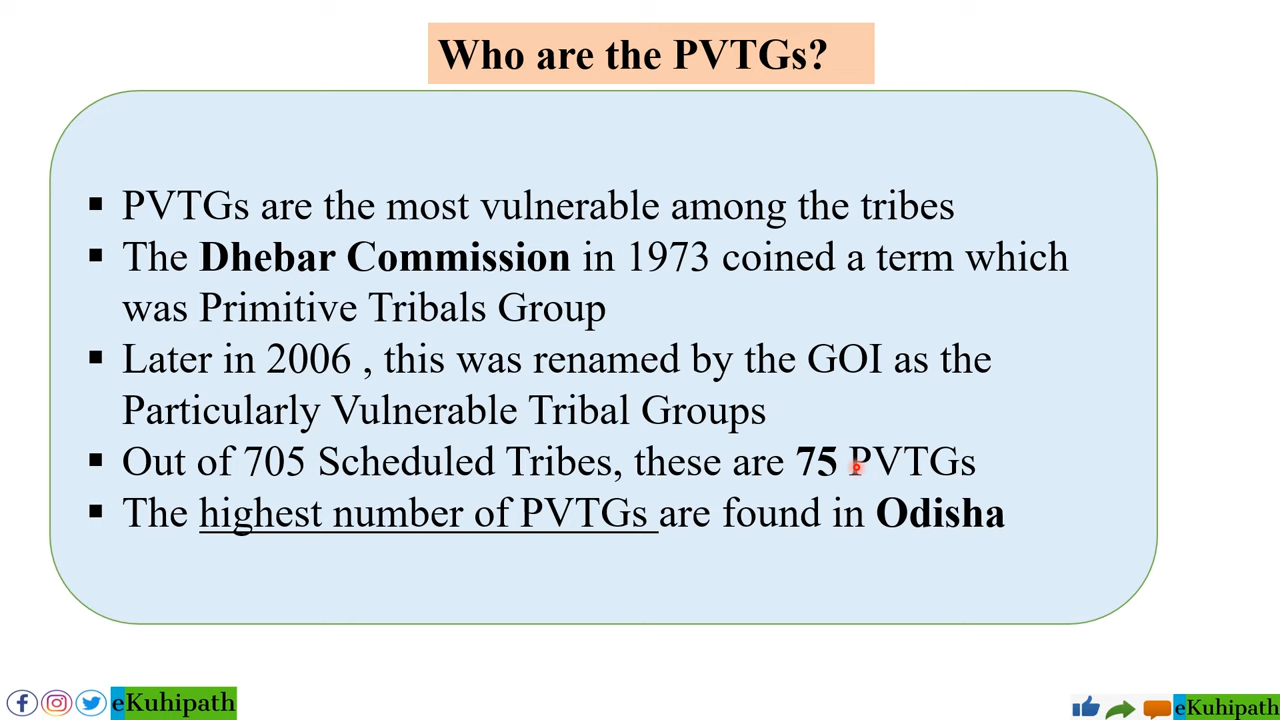 Who are the PVTGs?
▪ PVTGs are the most vulnerable among the tribes
▪ The Dhebar Commission in 1973 coined a term which
was Primitive Tribals Group
▪ Later in 2006 , this was renamed by the GOI as the
Particularly Vulnerable Tribal Groups
▪ Out of 705 Scheduled Tribes, these are 75 PVTGs
▪ The highest number of PVTGs are found in Odisha
eKuhipath
eKuhipath